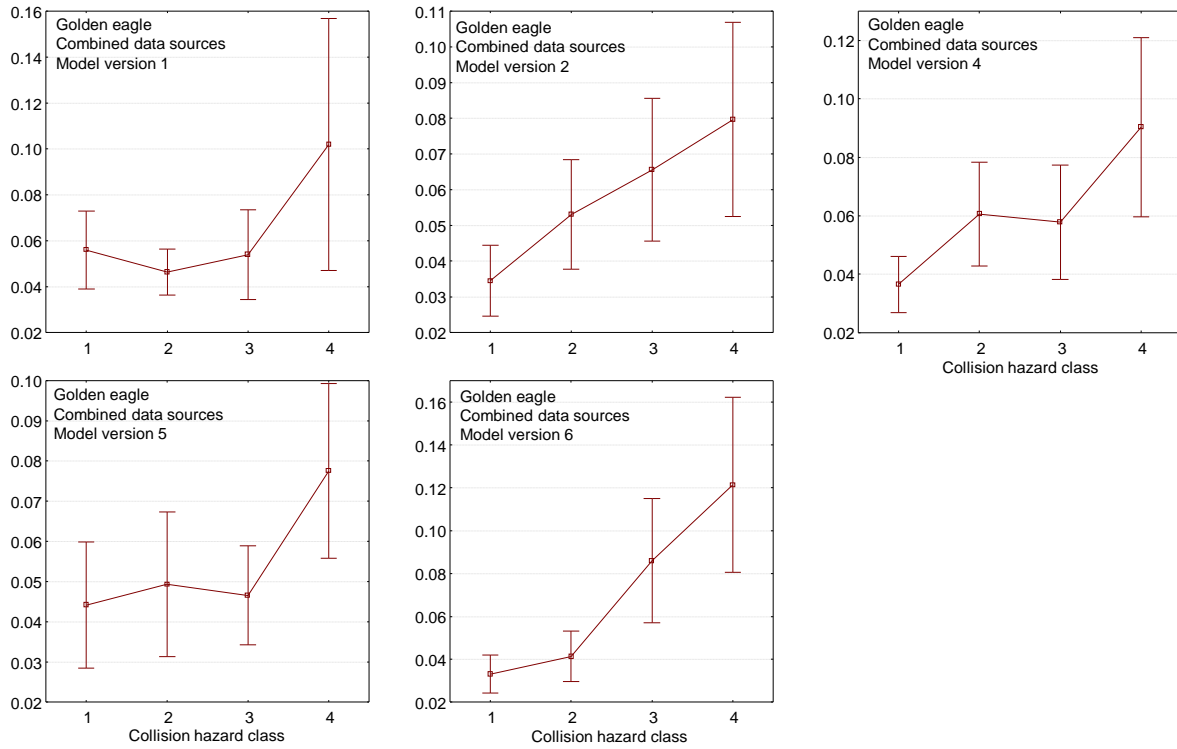 Golden eagle
Combined data sources
Model version 1
0.16
0.14
0.12
0.10
0.08
0.06
0.04
0.02
1 2 3 4
Golden eagle
Combined data sources
Model version 2
0.11
0.10
0.09
0.08
0.07
0.06
0.05
0.04
0.03
0.02
1 2 3 4
Golden eagle
Combined data sources
Model version 4
0.12
0.10
0.08
0.06
0.04
0.02
1 2 3 4
Collision hazard class
Golden eagle
Combined data sources
Model version 5
0.10
0.09
0.08
0.07
0.06
0.05
0.04
0.03
0.02
1 2 3 4
Collision hazard class
Golden eagle
Combined data sources
Model version 6
0.16
0.14
0.12
0.10
0.08
0.06
0.04
0.02
1 2 3 4
Collision hazard class